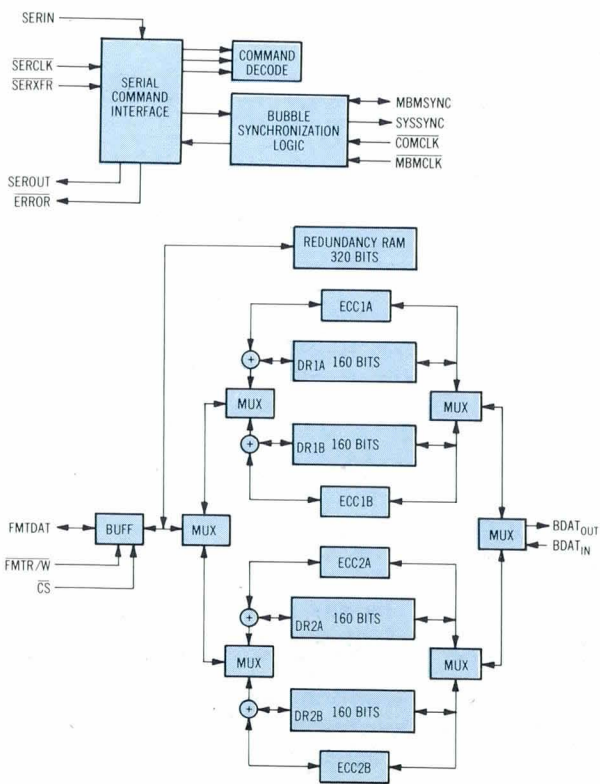 SERIN
SERCLK
SERXFR
SERIAL
COMMAND
INTERFACE
COMMAND
DECODE
BUBBLE
SYNCHRONIZATION
LOGIC
MBMSYNC
SYSSYNC
COMCLK
MBMCLK
SEROUT
ERROR
REDUNDANCY RAM
320 BITS
ECC1A
+
DR1A 160 BITS
MUX
MUX
+
DR1B 160 BITS
ECC1B
FMTDAT
BUFF
MUX
MUX
BDATOUT
BDATIN
FMTR/W
CS
ECC2A
+
DR2A 160 BITS
MUX
MUX
+
DR2B 160 BITS
ECC2B